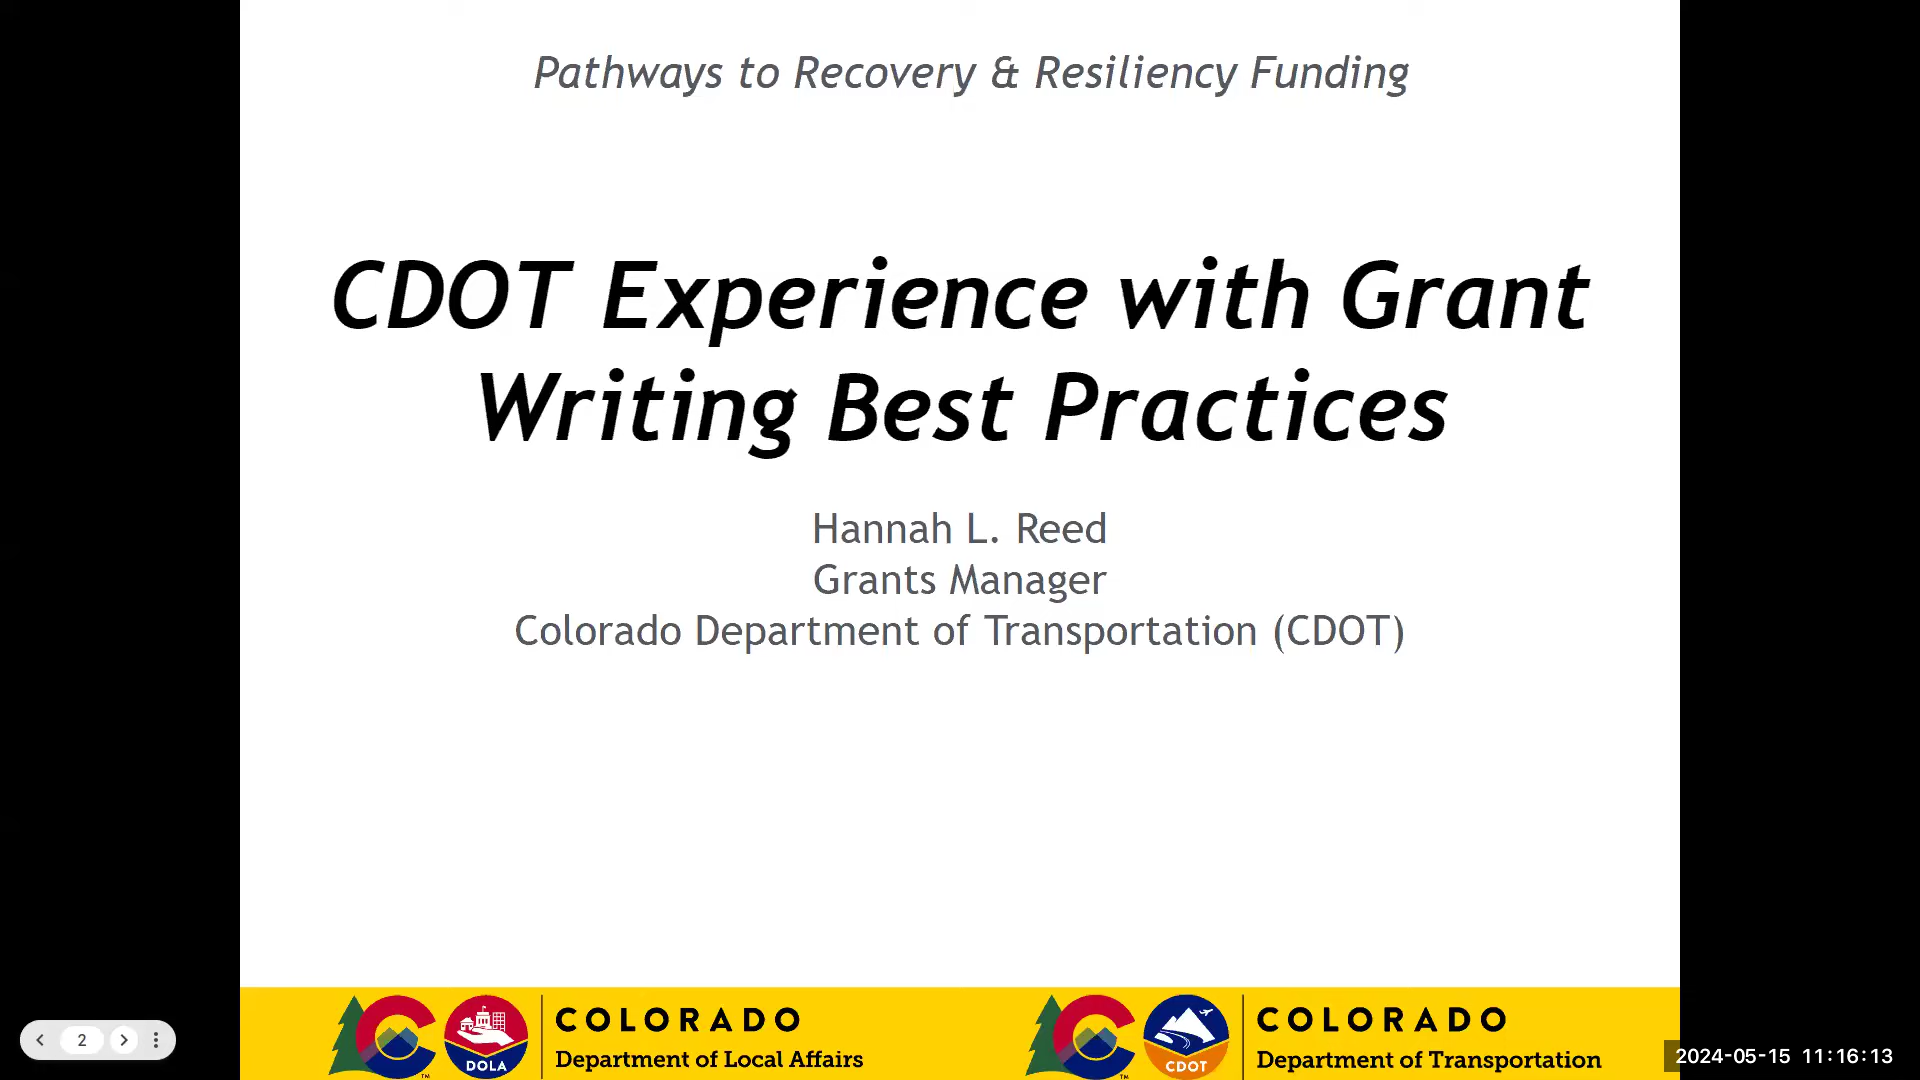 Pathways to Recovery & Resiliency Funding
CDOT Experience with Grant
Writing Best Practices
Hannah L. Reed
Grants Manager
Colorado Department of Transportation (CDOT)
DOLA
COLORADO
Department of Local Affairs
CDOT
COLORADO
Department of Transportation
TM
TM
2
2024-05-15 11:16:13